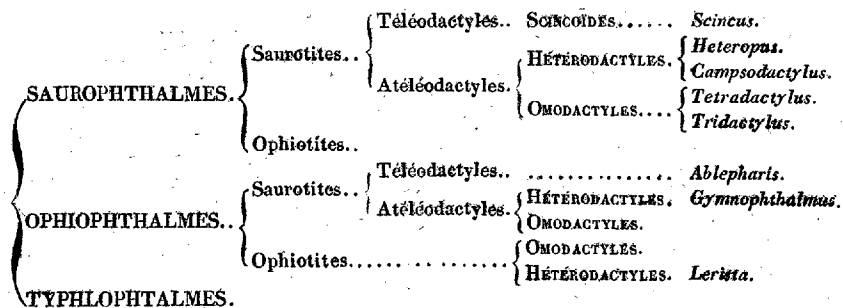 Téléodactyles.. SCINCOÏDES...... Scincus.
Saurotites..
HÉTÉRODACTYLES. Heteropus.
Campsodactylus.
Atéléodactyles.
SAUROPHTHALMES.
OMODACTYLES.... Tetradactylus.
Tridactylus.
Ophiotites..
Téléodactyles.. .............. Ablepharis.
Saurotites..
Atéléodactyles. HÉTÉRODACTYLES. Gymnophthalmus.
OPHIOPHTHALMES..
OMODACTYLES.
OMODACTYLES.
Ophiotites..............
HÉTÉRODACTYLES. Lerista.
TYPHLOPHTALMES.